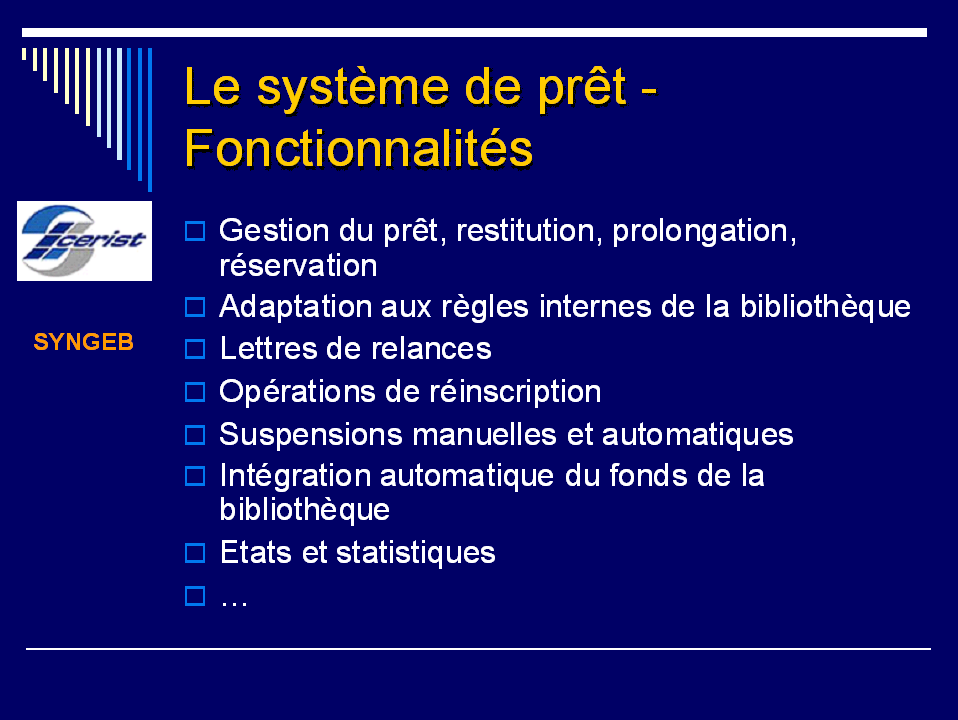 Le système de prêt -
Fonctionnalités
cerist
SYNGEB
Gestion du prêt, restitution, prolongation,
réservation
Adaptation aux règles internes de la bibliothèque
Lettres de relances
Opérations de réinscription
Suspensions manuelles et automatiques
Intégration automatique du fonds de la
bibliothèque
Etats et statistiques
…